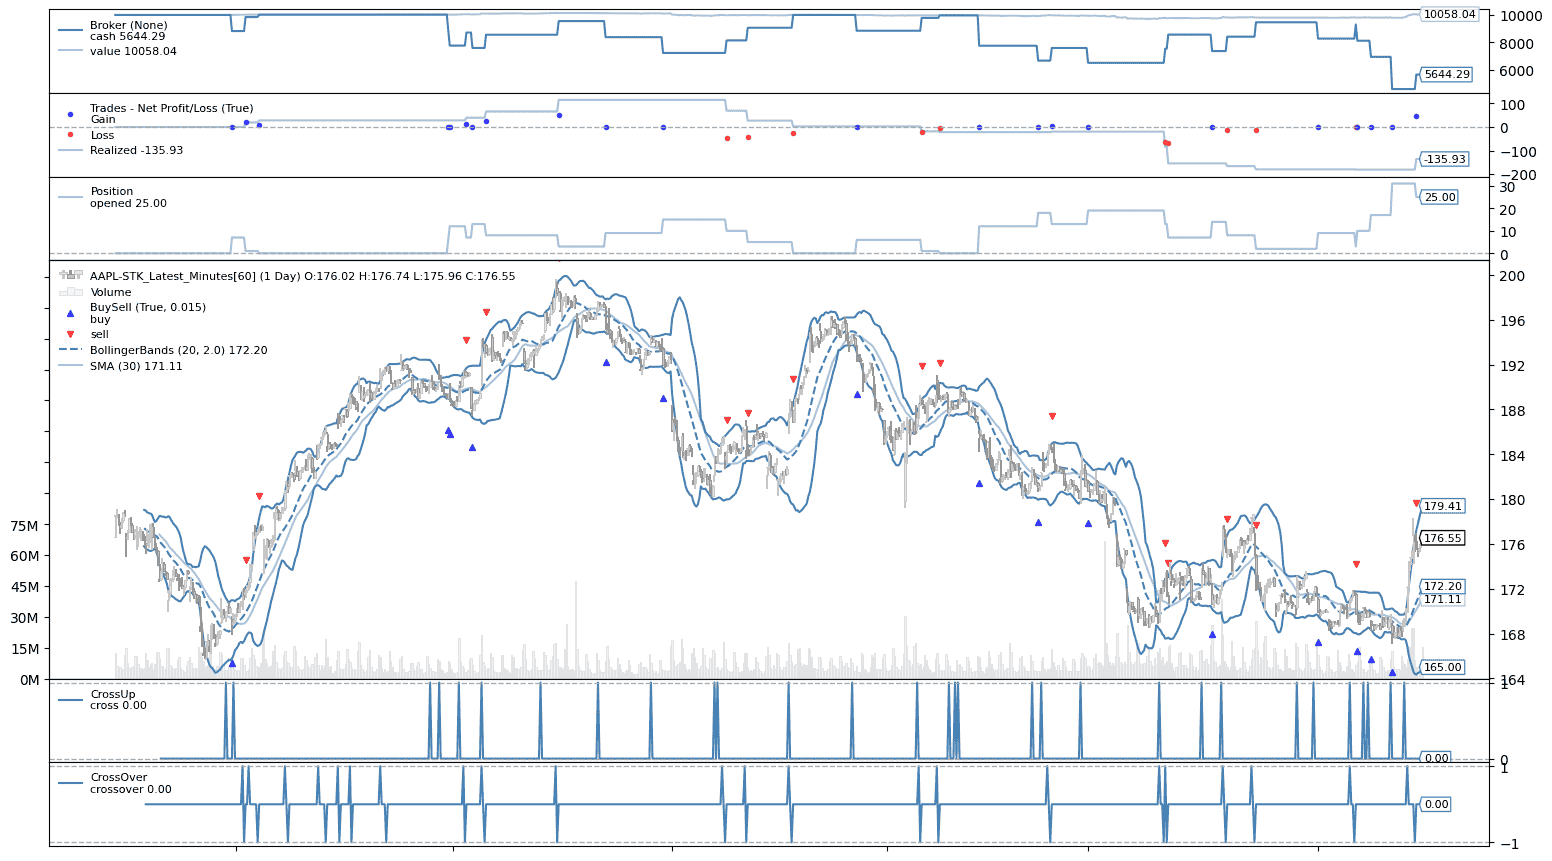 Broker (None)
cash 5644.29
value 10058.04
10058.04
10000
8000
6000
5644.29
Trades - Net Profit/Loss (True)
Gain
Loss
Realized -135.93
100
0
−100
−200
-135.93
Position
opened 25.00
30
20
10
0
25.00
AAPL-STK_Latest_Minutes[60] (1 Day) O:176.02 H:176.74 L:175.96 C:176.55
Volume
BuySell (True, 0.015)
buy
sell
BollingerBands (20, 2.0) 172.20
SMA (30) 171.11
75M
60M
45M
30M
15M
0M
200
196
192
188
184
180
176
172
168
164
179.41
176.55
172.20
171.11
165.00
CrossUp
cross 0.00
1
0
0.00
CrossOver
crossover 0.00
1
−1
0.00